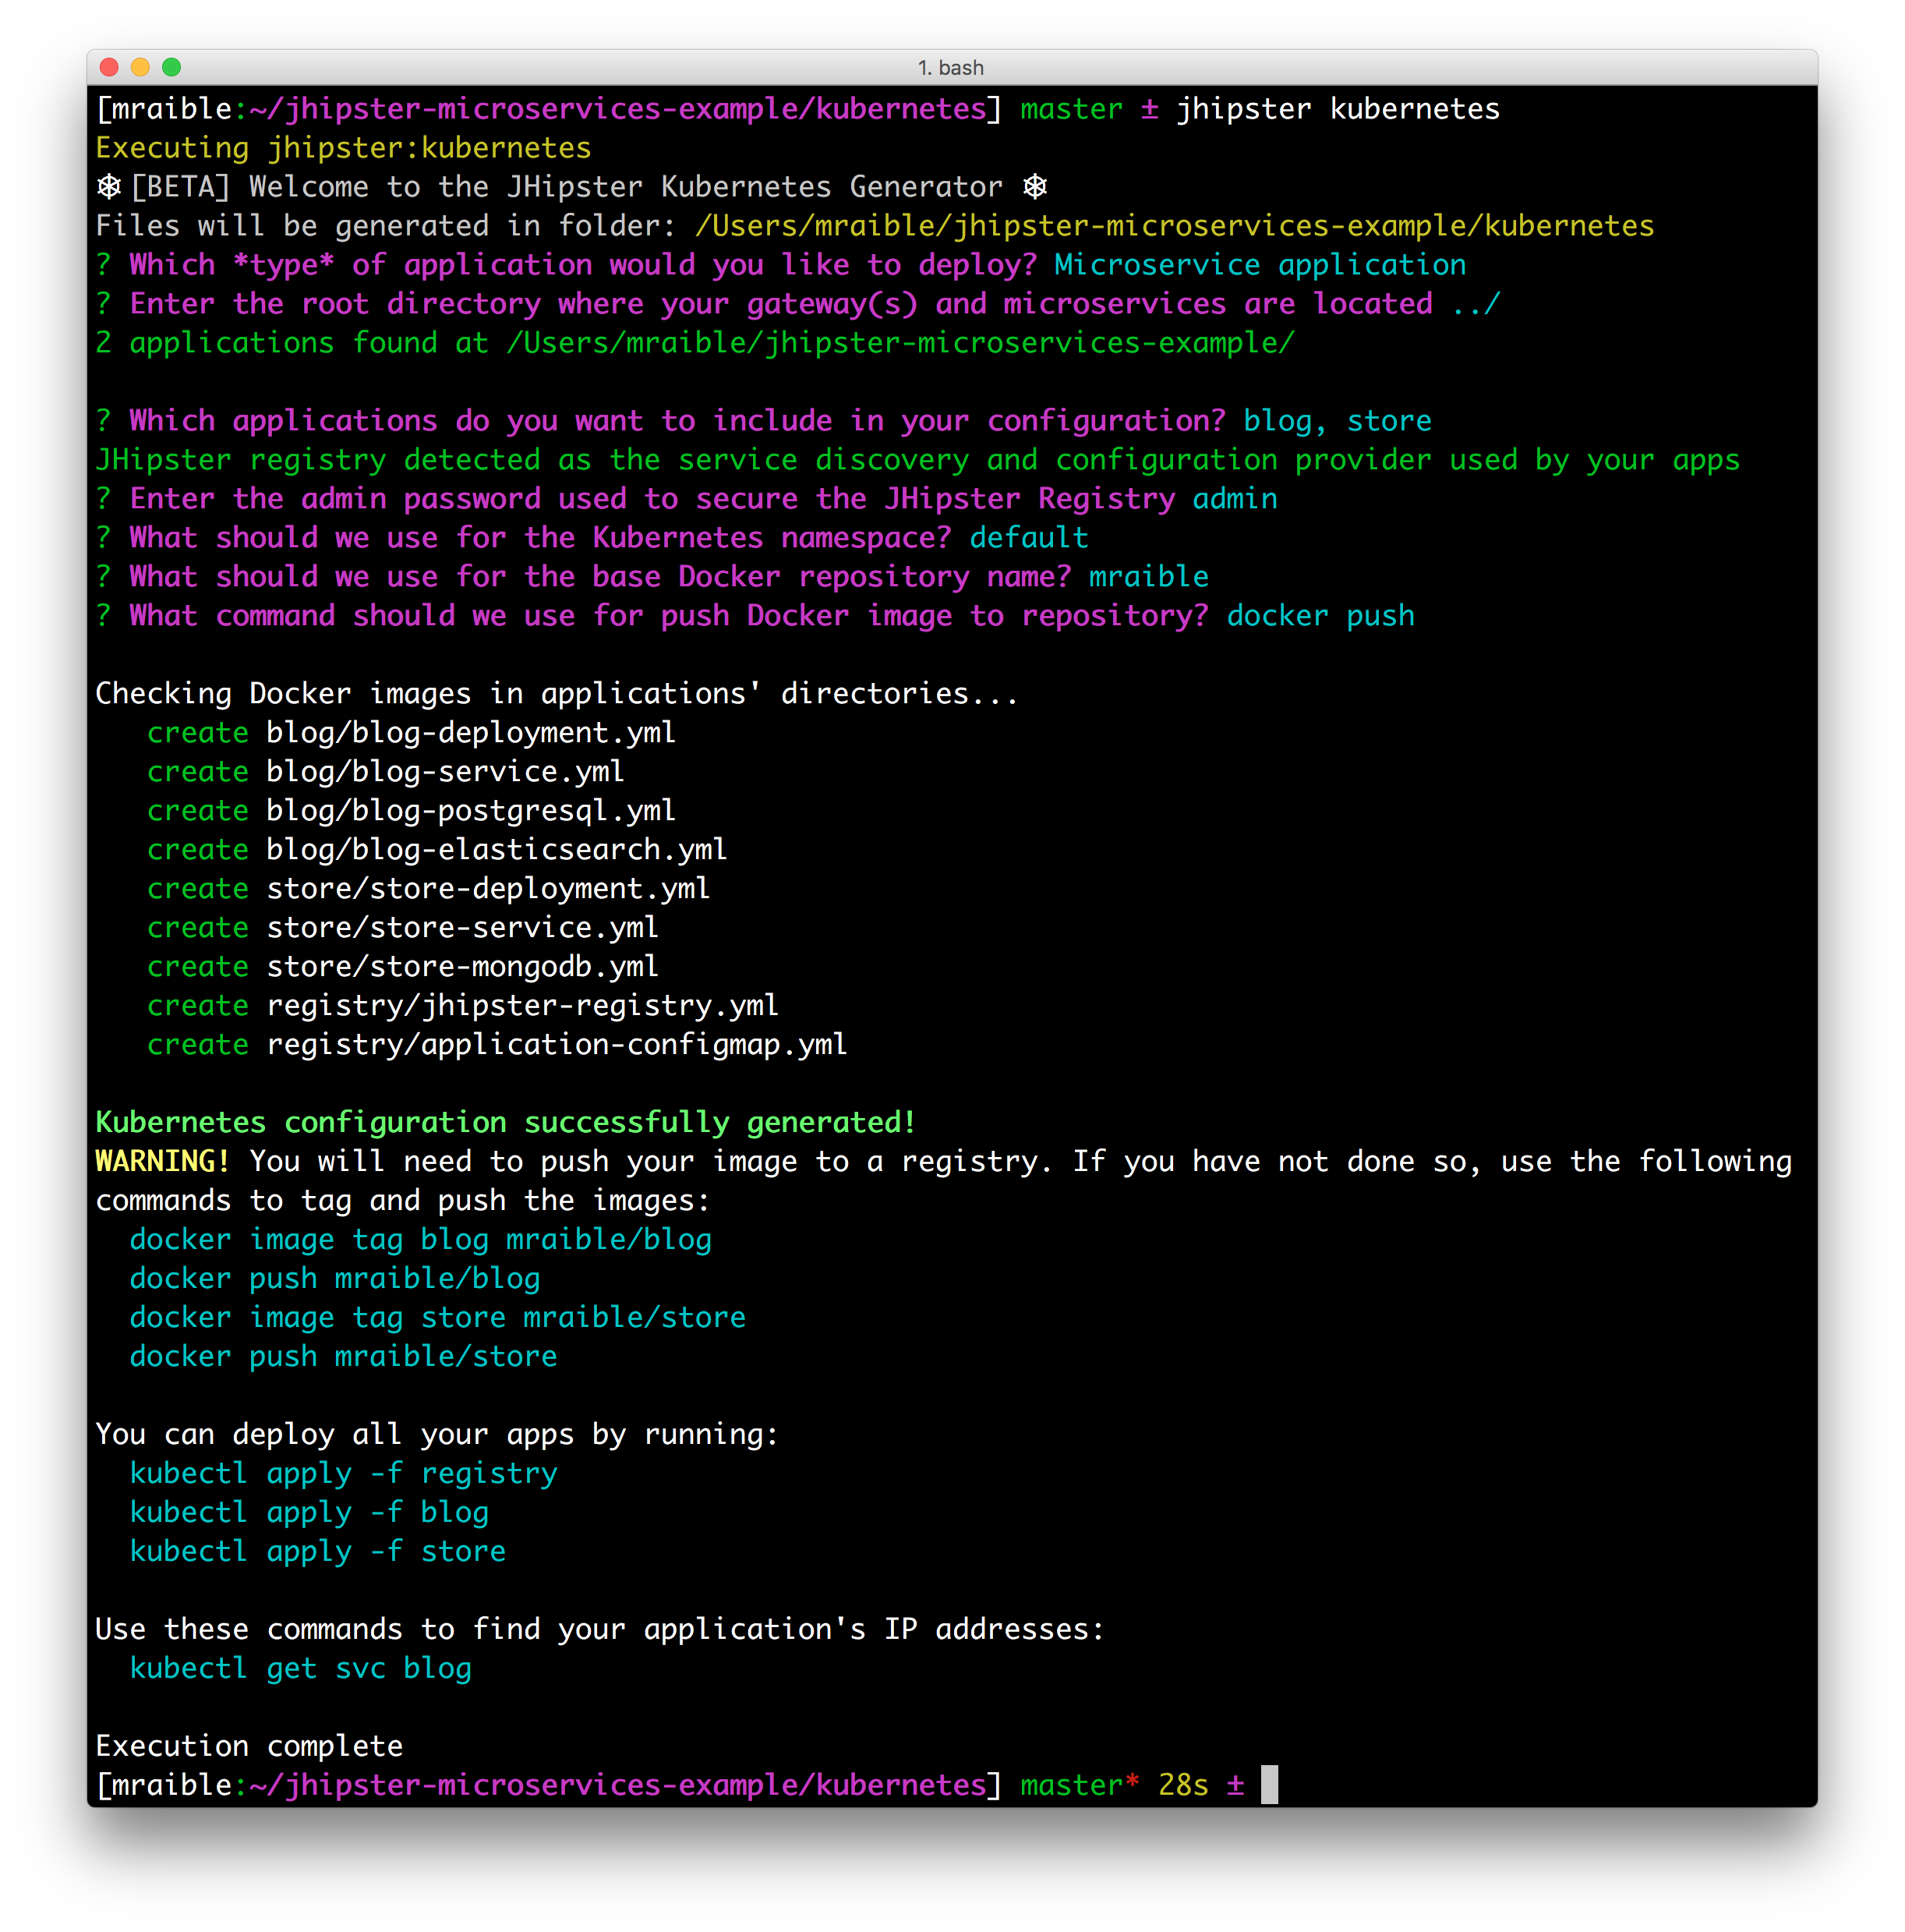 1. bash
[mraible:~/jhipster-microservices-example/kubernetes] master ± jhipster kubernetes
Executing jhipster:kubernetes
⎈ [BETA] Welcome to the JHipster Kubernetes Generator ⎈
Files will be generated in folder: /Users/mraible/jhipster-microservices-example/kubernetes
? Which *type* of application would you like to deploy? Microservice application
? Enter the root directory where your gateway(s) and microservices are located ../
2 applications found at /Users/mraible/jhipster-microservices-example/
? Which applications do you want to include in your configuration? blog, store
JHipster registry detected as the service discovery and configuration provider used by your apps
? Enter the admin password used to secure the JHipster Registry admin
? What should we use for the Kubernetes namespace? default
? What should we use for the base Docker repository name? mraible
? What command should we use for push Docker image to repository? docker push
Checking Docker images in applications' directories...
create blog/blog-deployment.yml
create blog/blog-service.yml
create blog/blog-postgresql.yml
create blog/blog-elasticsearch.yml
create store/store-deployment.yml
create store/store-service.yml
create store/store-mongodb.yml
create registry/jhipster-registry.yml
create registry/application-configmap.yml
Kubernetes configuration successfully generated!
WARNING! You will need to push your image to a registry. If you have not done so, use the following
commands to tag and push the images:
docker image tag blog mraible/blog
docker push mraible/blog
docker image tag store mraible/store
docker push mraible/store
You can deploy all your apps by running:
kubectl apply -f registry
kubectl apply -f blog
kubectl apply -f store
Use these commands to find your application's IP addresses:
kubectl get svc blog
Execution complete
[mraible:~/jhipster-microservices-example/kubernetes] master* 28s ±